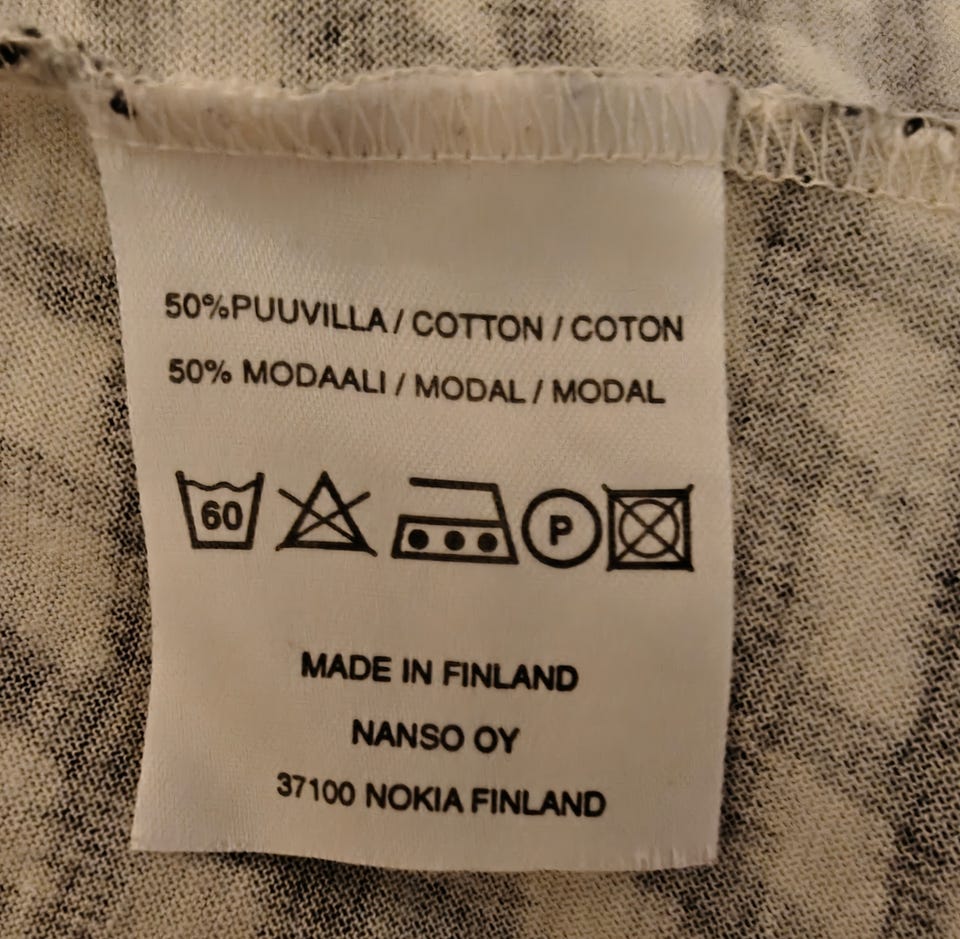 50%PUUVILLA / COTTON / COTON
50% MODAALI / MODAL / MODAL
60 P
MADE IN FINLAND
NANSO OY
37100 NOKIA FINLAND